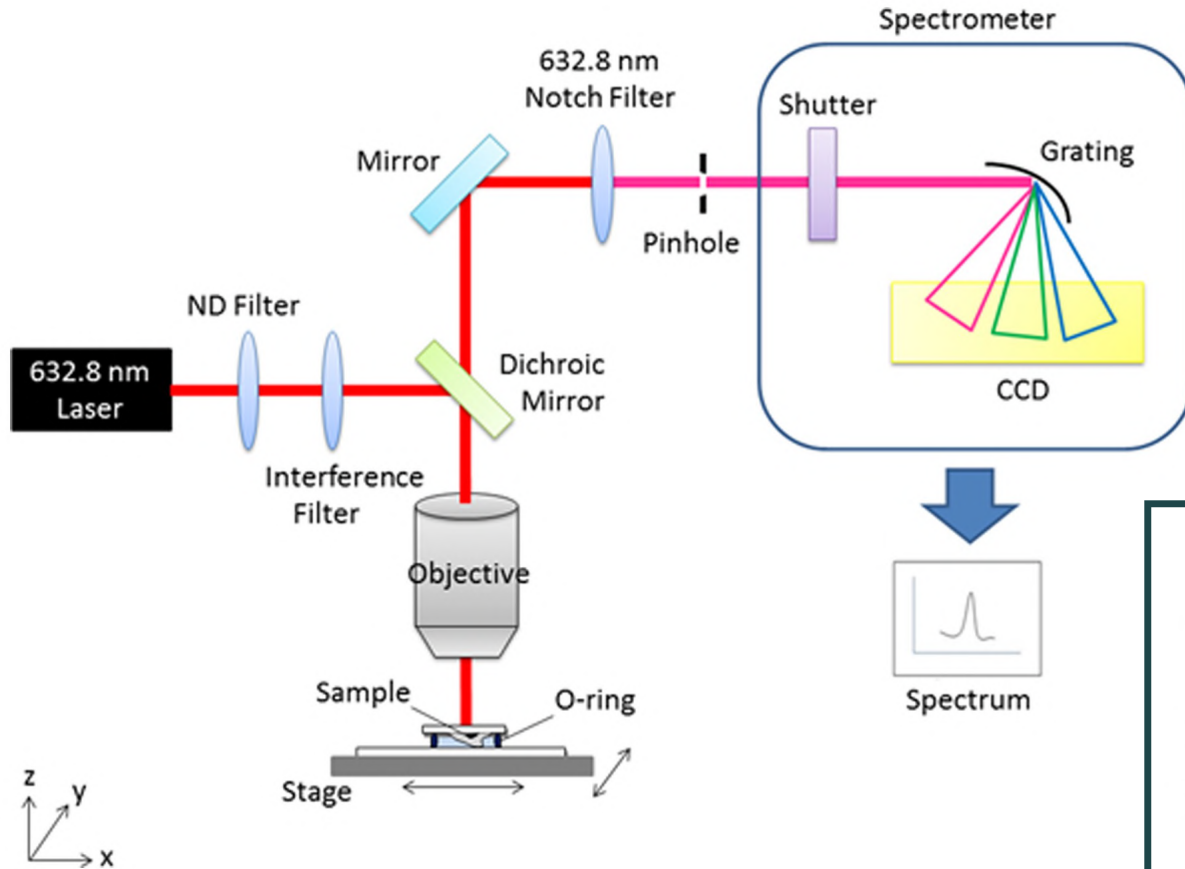 Spectrometer
632.8 nm
Notch Filter
Shutter
Mirror
Grating
Pinhole
ND Filter
632.8 nm
Laser
Dichroic
Mirror
CCD
Interference
Filter
Objective
Sample
O-ring
Spectrum
Stage
z
y
x